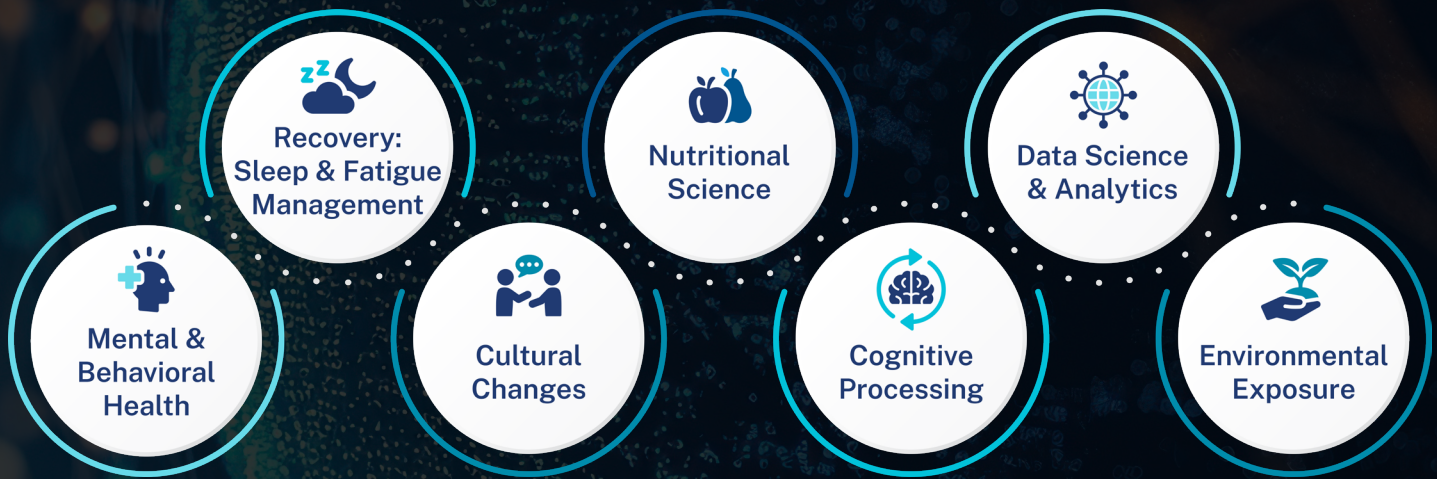 Recovery:
Sleep & Fatigue
Management
Nutritional
Science
Data Science
& Analytics
Mental &
Behavioral
Health
Cultural
Changes
Cognitive
Processing
Environmental
Exposure